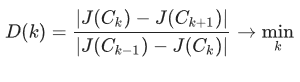 D(k) = |J(C_k) − J(C_{k+1})| / |J(C_{k−1}) − J(C_k)| → min_k